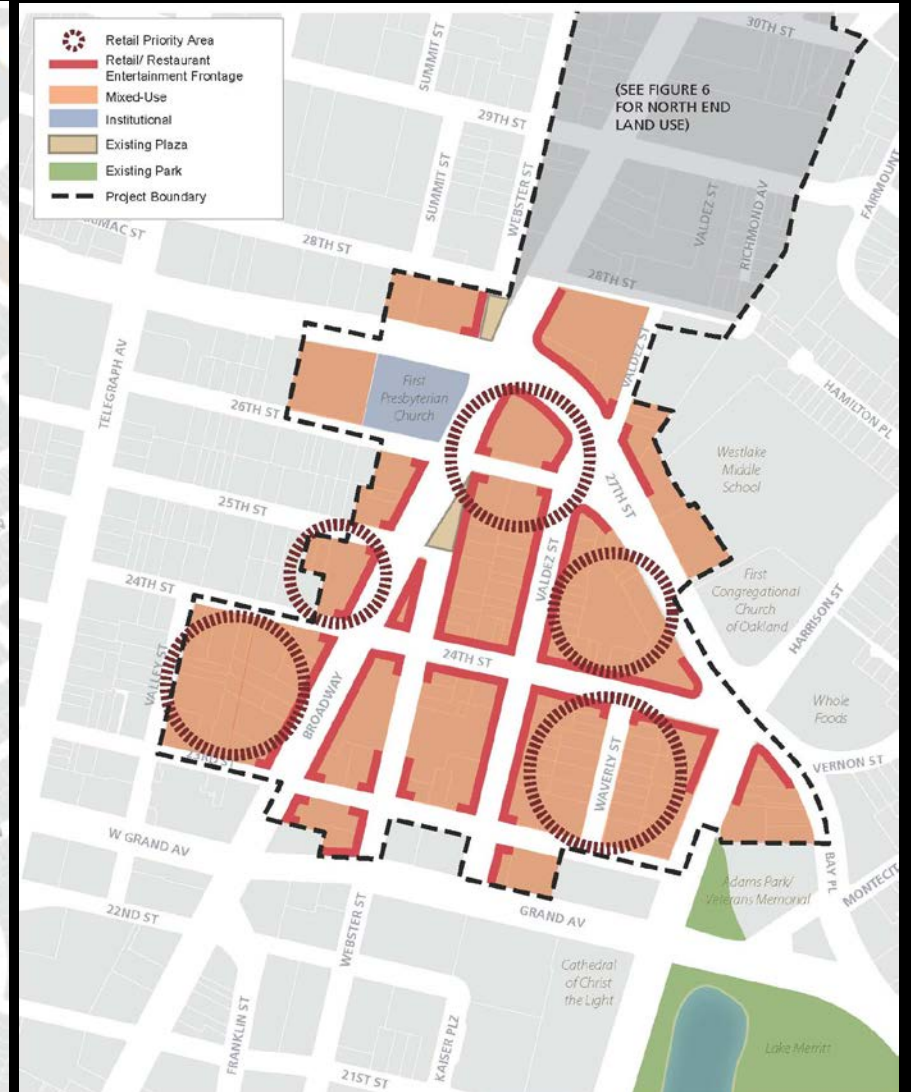 Retail Priority Area
Retail/ Restaurant
Entertainment Frontage
Mixed-Use
Institutional
Existing Plaza
Existing Park
Project Boundary
30TH ST
SUMMIT ST
(SEE FIGURE 6
FOR NORTH END
LAND USE)
29TH ST
FAIRMOUNT
SUMMIT ST
WEBSTER ST
VALDEZ ST
RICHMOND AV
MAC ST
28TH ST
28TH ST
TELEGRAPH AV
VALDEZ ST
First
Presbyterian
Church
26TH ST
HAMILTON PL
Westlake
Middle
School
27TH ST
25TH ST
VALDEZ ST
First
Congregational
Church
of Oakland
24TH ST
HARRISON ST
24TH ST
VALLEY ST
BROADWAY
Whole
Foods
WAVERLY ST
23RD ST
VERNON ST
W GRAND AV
BAY PL
MONTECIT
Adams Park/
Veterans Memorial
22ND ST
WEBSTER ST
GRAND AV
Cathedral
of Christ
the Light
FRANKLIN ST
KAISER PLZ
Lake Merritt
21ST ST